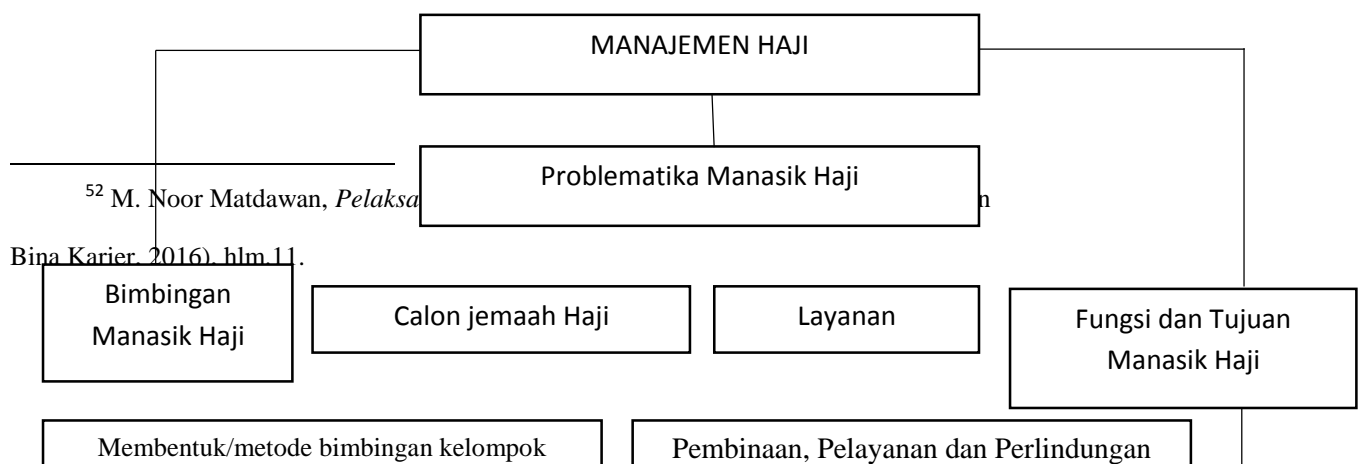 MANAJEMEN HAJI
Problematika Manasik Haji
52 M. Noor Matdawan, n
Bina Karier, 2016), hlm.11.
Bimbingan
Manasik Haji
Calon jemaah Haji
Layanan
Fungsi dan Tujuan
Manasik Haji
Membentuk/metode bimbingan kelompok
Pembinaan, Pelayanan dan Perlindungan